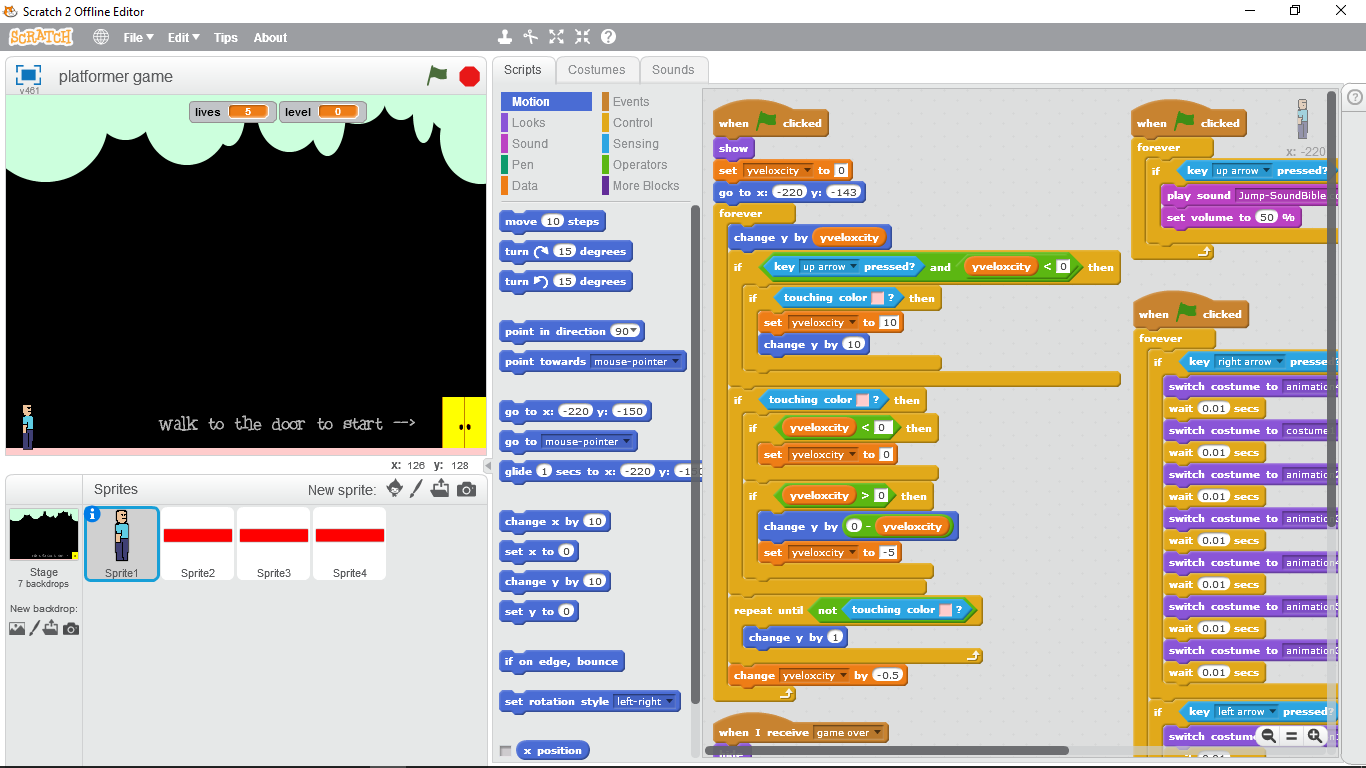 Scratch 2 Offline Editor
SCRATCH
File Edit Tips About
v461
platformer game
lives 5 level 0
walk to the door to start -->
x: 126 y: 128
Sprites New sprite:
Stage
7 backdrops
New backdrop:
Sprite1 Sprite2 Sprite3 Sprite4
Scripts Costumes Sounds
Motion Events
Looks Control
Sound Sensing
Pen Operators
Data More Blocks
move 10 steps
turn 15 degrees
turn 15 degrees
point in direction 90
point towards mouse-pointer
go to x: -220 y: -150
go to mouse-pointer
glide 1 secs to x: -220 y:
change x by 10
set x to 0
change y by 10
set y to 0
if on edge, bounce
set rotation style left-right
x position
when clicked
show
set yveloxcity to 0
go to x: -220 y: -143
forever
change y by yveloxcity
if key up arrow pressed? and yveloxcity < 0 then
if touching color ? then
set yveloxcity to 10
change y by 10
if touching color ? then
if yveloxcity < 0 then
set yveloxcity to 0
if yveloxcity > 0 then
change y by 0 - yveloxcity
set yveloxcity to -5
repeat until not touching color ?
change y by 1
change yveloxcity by -0.5
when I receive game over
when clicked
forever
if key up arrow pressed?
play sound Jump-SoundBible
set volume to 50 %
x: -220
when clicked
forever
if key right arrow pressed?
switch costume to
wait 0.01 secs
switch costume to
wait 0.01 secs
switch costume to
wait 0.01 secs
switch costume to
wait 0.01 secs
switch costume to
wait 0.01 secs
switch costume to
wait 0.01 secs
switch costume to
wait 0.01 secs
if key left arrow pressed?
switch